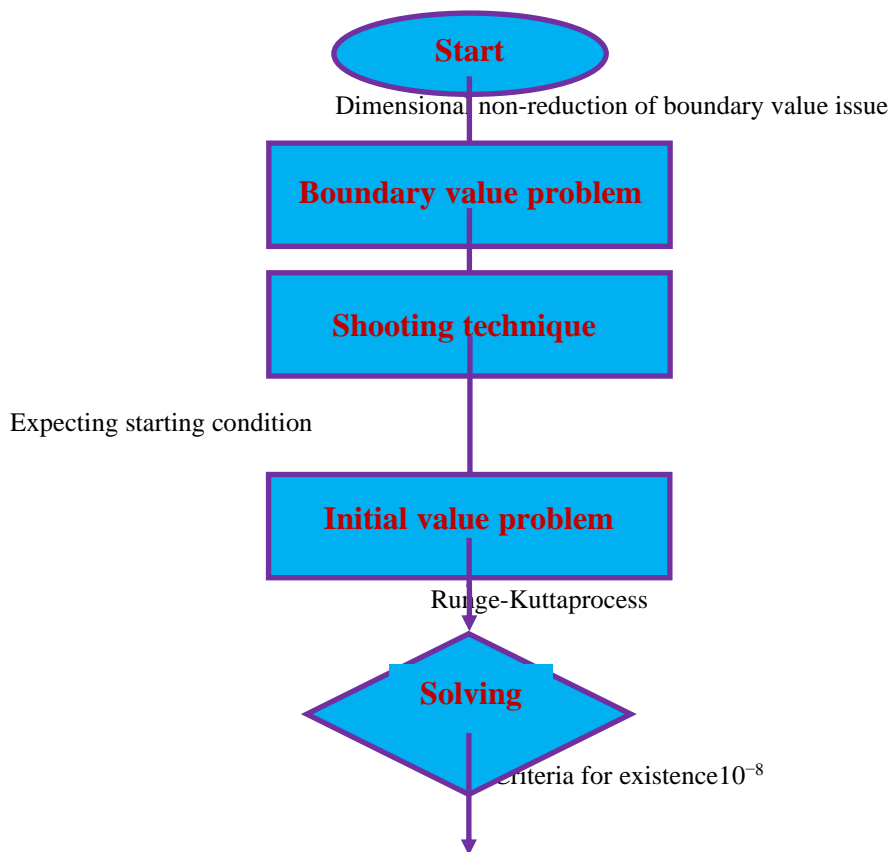 Start
Dimensional non-reduction of boundary value issue
Boundary value problem
Shooting technique
Expecting starting condition
Initial value problem
Runge-Kuttaprocess
Solving
Criteria for existence10⁻⁸